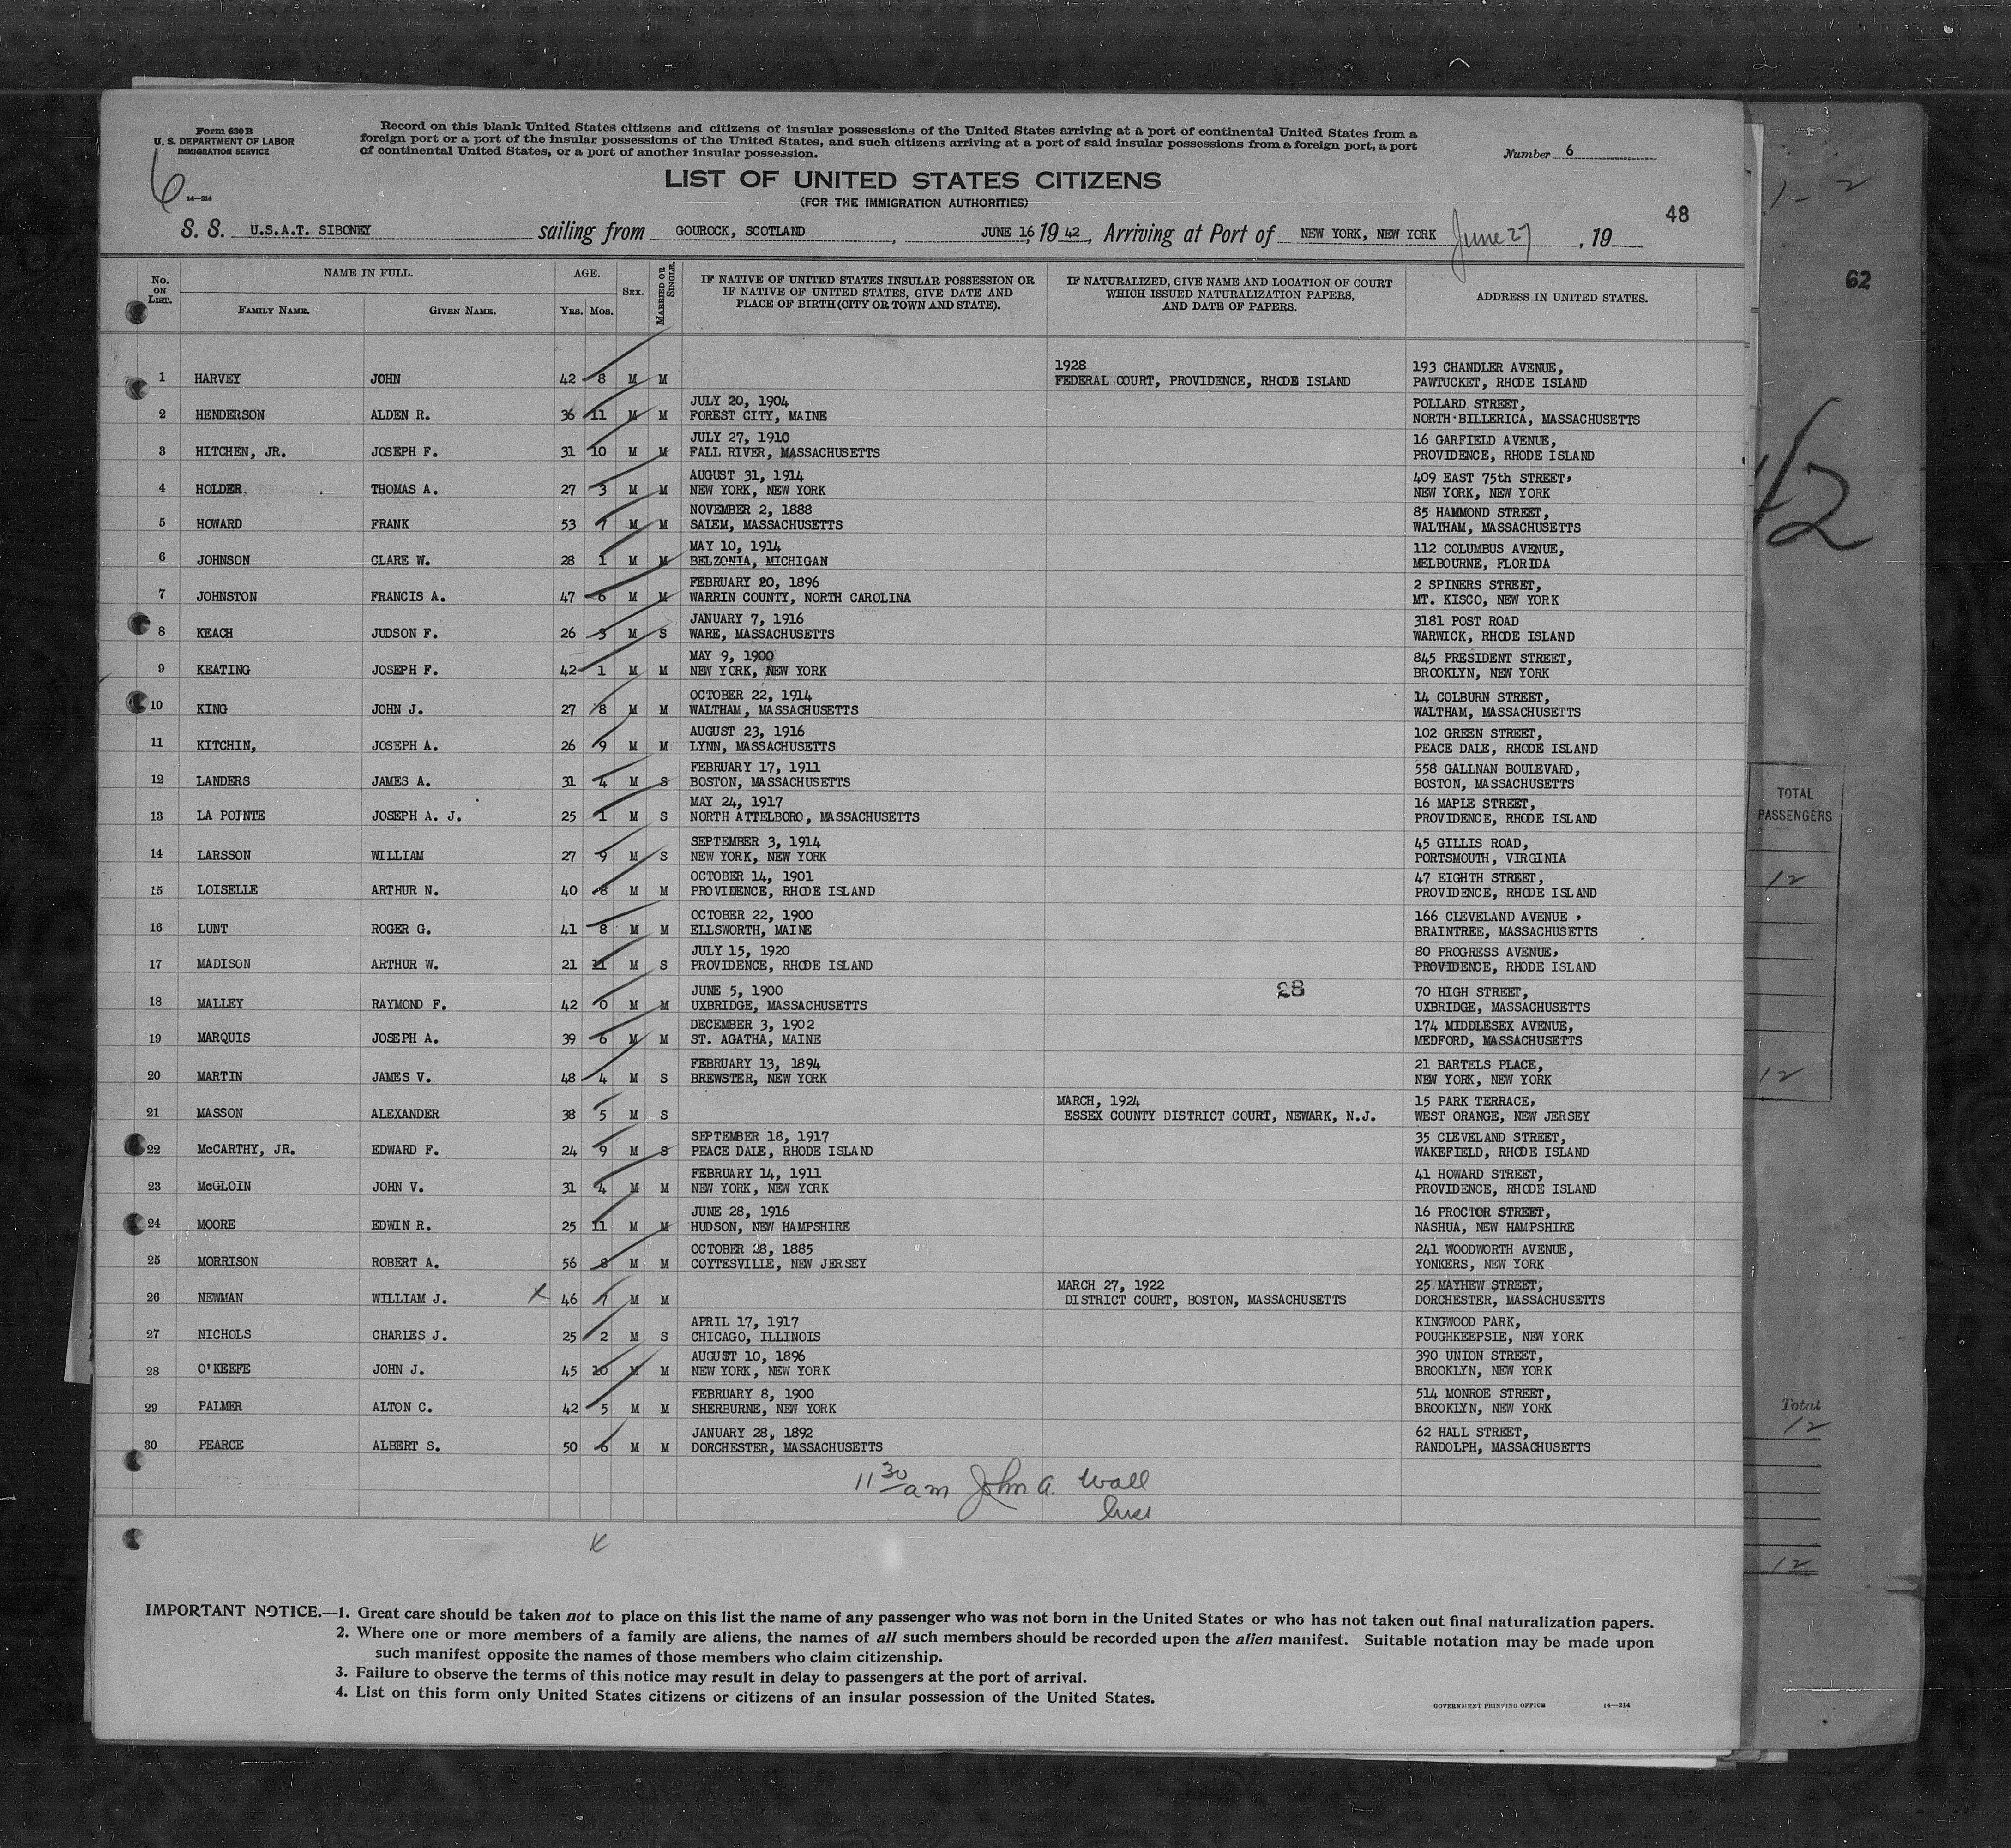 Form 630 B
U. S. DEPARTMENT OF LABOR
IMMIGRATION SERVICE
14—214
6
Record on this blank United States citizens and citizens of insular possessions of the United States arriving at a port of continental United States from a
foreign port or a port of the insular possessions of the United States, and such citizens arriving at a port of said insular possessions from a foreign port, a port
of continental United States, or a port of another insular possession.
Number 6
LIST OF UNITED STATES CITIZENS
(FOR THE IMMIGRATION AUTHORITIES)
48
S. S. U.S.A.T. SIBONEY sailing from GOUROCK, SCOTLAND, JUNE 16, 19 42, Arriving at Port of NEW YORK, NEW YORK June 27, 19
No. ON LIST.
NAME IN FULL.
FAMILY NAME.
GIVEN NAME.
AGE.
YRS. MOS.
SEX.
MARRIED OR SINGLE.
IF NATIVE OF UNITED STATES INSULAR POSSESSION OR
IF NATIVE OF UNITED STATES, GIVE DATE AND
PLACE OF BIRTH (CITY OR TOWN AND STATE).
IF NATURALIZED, GIVE NAME AND LOCATION OF COURT
WHICH ISSUED NATURALIZATION PAPERS,
AND DATE OF PAPERS.
ADDRESS IN UNITED STATES.
1928 193 CHANDLER AVENUE,
1 HARVEY JOHN 42 8 M M FEDERAL COURT, PROVIDENCE, RHODE ISLAND PAWTUCKET, RHODE ISLAND
JULY 20, 1904 POLLARD STREET,
2 HENDERSON ALDEN R. 36 11 M M FOREST CITY, MAINE NORTH BILLERICA, MASSACHUSETTS
JULY 27, 1910 16 GARFIELD AVENUE,
3 HITCHEN, JR. JOSEPH F. 31 10 M M FALL RIVER, MASSACHUSETTS PROVIDENCE, RHODE ISLAND
AUGUST 31, 1914 409 EAST 75th STREET,
4 HOLDER THOMAS A. 27 3 M M NEW YORK, NEW YORK NEW YORK, NEW YORK
NOVEMBER 2, 1888 85 HAMMOND STREET,
5 HOWARD FRANK 53 7 M M SALEM, MASSACHUSETTS WALTHAM, MASSACHUSETTS
MAY 10, 1914 112 COLUMBUS AVENUE,
6 JOHNSON CLARE W. 28 1 M M BELZONIA, MICHIGAN MELBOURNE, FLORIDA
FEBRUARY 20, 1896 2 SPINERS STREET,
7 JOHNSTON FRANCIS A. 47 6 M M WARRIN COUNTY, NORTH CAROLINA MT. KISCO, NEW YORK
JANUARY 7, 1916 3181 POST ROAD
8 KEACH JUDSON F. 26 5 M S WARE, MASSACHUSETTS WARWICK, RHODE ISLAND
MAY 9, 1900 845 PRESIDENT STREET,
9 KEATING JOSEPH F. 42 1 M M NEW YORK, NEW YORK BROOKLYN, NEW YORK
OCTOBER 22, 1914 14 COLBURN STREET,
10 KING JOHN J. 27 8 M M WALTHAM, MASSACHUSETTS WALTHAM, MASSACHUSETTS
AUGUST 23, 1916 102 GREEN STREET,
11 KITCHIN, JOSEPH A. 26 9 M M LYNN, MASSACHUSETTS PEACE DALE, RHODE ISLAND
FEBRUARY 17, 1911 558 GALLNAN BOULEVARD,
12 LANDERS JAMES A. 31 4 M S BOSTON, MASSACHUSETTS BOSTON, MASSACHUSETTS
MAY 24, 1917 16 MAPLE STREET,
13 LA POINTE JOSEPH A. J. 25 1 M S NORTH ATTELBORO, MASSACHUSETTS PROVIDENCE, RHODE ISLAND
SEPTEMBER 3, 1914 45 GILLIS ROAD,
14 LARSSON WILLIAM 27 9 M S NEW YORK, NEW YORK PORTSMOUTH, VIRGINIA
OCTOBER 14, 1901 47 EIGHTH STREET,
15 LOISELLE ARTHUR N. 40 8 M M PROVIDENCE, RHODE ISLAND PROVIDENCE, RHODE ISLAND
OCTOBER 22, 1900 166 CLEVELAND AVENUE ,
16 LUNT ROGER G. 41 8 M M ELLSWORTH, MAINE BRAINTREE, MASSACHUSETTS
JULY 15, 1920 80 PROGRESS AVENUE,
17 MADISON ARTHUR W. 21 11 M S PROVIDENCE, RHODE ISLAND PROVIDENCE, RHODE ISLAND
JUNE 5, 1900 28 70 HIGH STREET,
18 MALLEY RAYMOND F. 42 0 M M UXBRIDGE, MASSACHUSETTS UXBRIDGE, MASSACHUSETTS
DECEMBER 3, 1902 174 MIDDLESEX AVENUE,
19 MARQUIS JOSEPH A. 39 6 M M ST. AGATHA, MAINE MEDFORD, MASSACHUSETTS
FEBRUARY 13, 1894 21 BARTELS PLACE,
20 MARTIN JAMES V. 48 4 M S BREWSTER, NEW YORK NEW YORK, NEW YORK
MARCH, 1924 15 PARK TERRACE,
21 MASSON ALEXANDER 38 5 M S ESSEX COUNTY DISTRICT COURT, NEWARK, N.J. WEST ORANGE, NEW JERSEY
SEPTEMBER 18, 1917 35 CLEVELAND STREET,
22 McCARTHY, JR. EDWARD F. 24 9 M S PEACE DALE, RHODE ISLAND WAKEFIELD, RHODE ISLAND
FEBRUARY 14, 1911 41 HOWARD STREET,
23 McGLOIN JOHN V. 31 4 M M NEW YORK, NEW YORK PROVIDENCE, RHODE ISLAND
JUNE 28, 1916 16 PROCTOR STREET,
24 MOORE EDWIN R. 25 11 M M HUDSON, NEW HAMPSHIRE NASHUA, NEW HAMPSHIRE
OCTOBER 28, 1885 241 WOODWORTH AVENUE,
25 MORRISON ROBERT A. 56 8 M M COYTESVILLE, NEW JERSEY YONKERS, NEW YORK
MARCH 27, 1922 25 MAYHEW STREET,
26 NEWMAN WILLIAM J. X 46 7 M M DISTRICT COURT, BOSTON, MASSACHUSETTS DORCHESTER, MASSACHUSETTS
APRIL 17, 1917 KINGWOOD PARK,
27 NICHOLS CHARLES J. 25 2 M S CHICAGO, ILLINOIS POUGHKEEPSIE, NEW YORK
AUGUST 10, 1896 390 UNION STREET,
28 O'KEEFE JOHN J. 45 10 M M NEW YORK, NEW YORK BROOKLYN, NEW YORK
FEBRUARY 8, 1900 514 MONROE STREET,
29 PALMER ALTON C. 42 5 M M SHERBURNE, NEW YORK BROOKLYN, NEW YORK
JANUARY 28, 1892 62 HALL STREET,
30 PEARCE ALBERT S. 50 6 M M DORCHESTER, MASSACHUSETTS RANDOLPH, MASSACHUSETTS
11 30 am John A. Wall
IMPORTANT NOTICE.—1. Great care should be taken not to place on this list the name of any passenger who was not born in the United States or who has not taken out final naturalization papers.
2. Where one or more members of a family are aliens, the names of all such members should be recorded upon the alien manifest. Suitable notation may be made upon
such manifest opposite the names of those members who claim citizenship.
3. Failure to observe the terms of this notice may result in delay to passengers at the port of arrival.
4. List on this form only United States citizens or citizens of an insular possession of the United States.
GOVERNMENT PRINTING OFFICE 14—214
62
TOTAL
PASSENGERS
12
12
Total
12
12